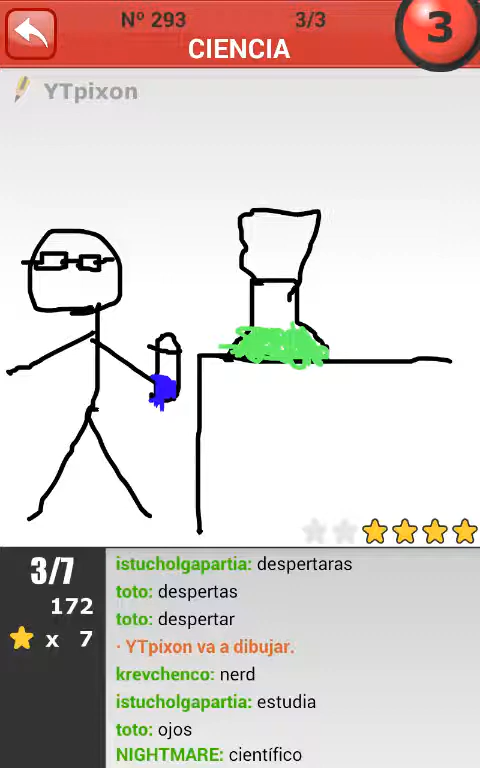 Nº 293 3/3 3
CIENCIA
YTpixon
3/7
172
x 7
istucholgapartia: despertaras
toto: despertas
toto: despertar
· YTpixon va a dibujar.
krevchenco: nerd
istucholgapartia: estudia
toto: ojos
NIGHTMARE: científico